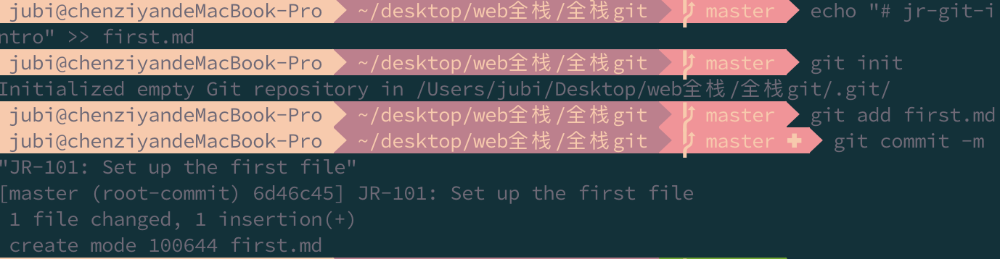 jubi@chenziyandeMacBook-Pro ~/desktop/web全栈/全栈git master echo "# jr-git-i
ntro" >> first.md
jubi@chenziyandeMacBook-Pro ~/desktop/web全栈/全栈git master git init
Initialized empty Git repository in /Users/jubi/Desktop/web全栈/全栈git/.git/
jubi@chenziyandeMacBook-Pro ~/desktop/web全栈/全栈git master git add first.md
jubi@chenziyandeMacBook-Pro ~/desktop/web全栈/全栈git master ✚ git commit -m
"JR-101: Set up the first file"
[master (root-commit) 6d46c45] JR-101: Set up the first file
1 file changed, 1 insertion(+)
create mode 100644 first.md